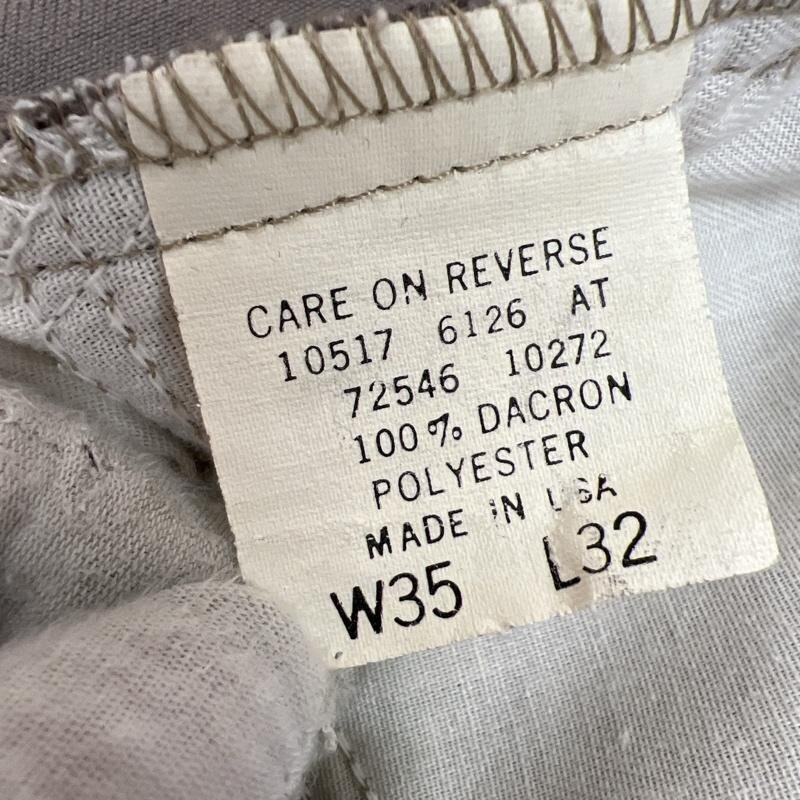 CARE ON REVERSE
10517 6126 AT
72546 10272
100% DACRON
POLYESTER
MADE IN USA
W35 L32